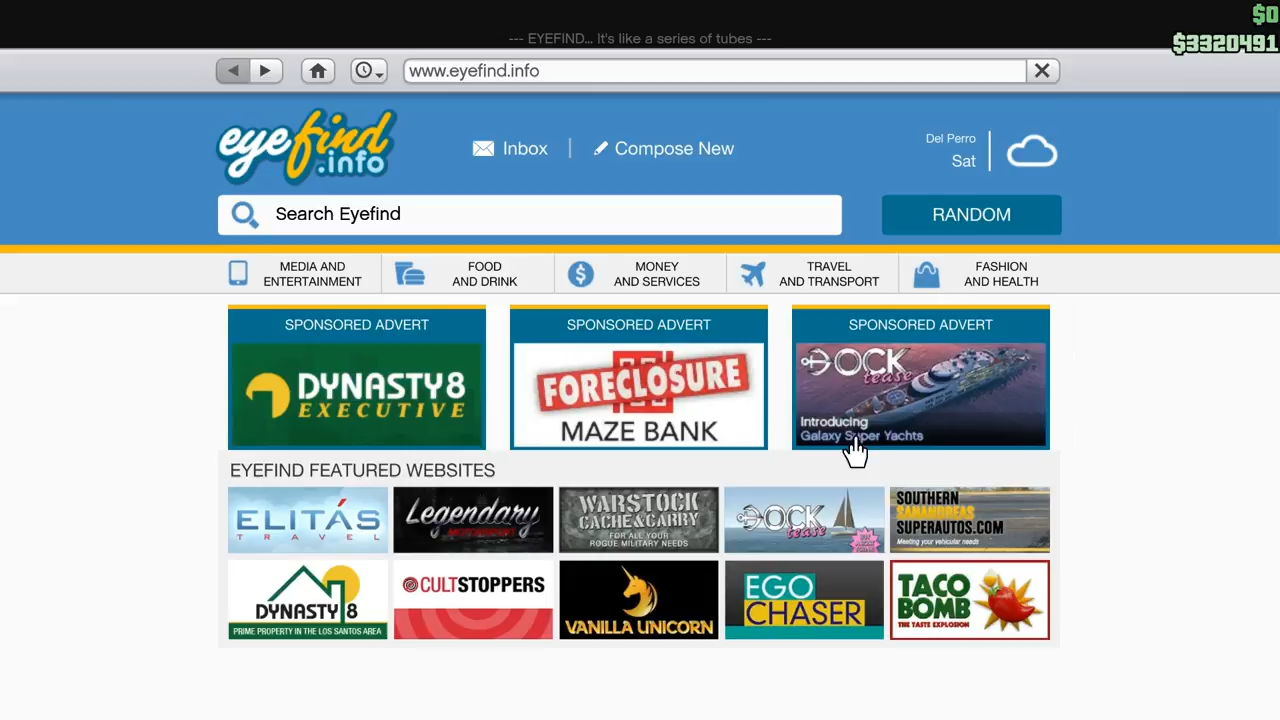 $0
--- EYEFIND... It's like a series of tubes ---
$3320491
www.eyefind.info
eyefind
.info
Inbox
Compose New
Del Perro
Sat
Search Eyefind
RANDOM
MEDIA AND
ENTERTAINMENT
FOOD
AND DRINK
MONEY
AND SERVICES
TRAVEL
AND TRANSPORT
FASHION
AND HEALTH
SPONSORED ADVERT
SPONSORED ADVERT
SPONSORED ADVERT
DYNASTY 8
EXECUTIVE
FORECLOSURE
MAZE BANK
DOCK
tease
Introducing
Galaxy Super Yachts
EYEFIND FEATURED WEBSITES
ELITÁS
TRAVEL
Legendary
MOTORSPORT
WARSTOCK
CACHE&CARRY
FOR ALL YOUR
ROGUE MILITARY NEEDS
DOCK
tease
SOUTHERN
SANANDREAS
SUPERAUTOS.COM
Meeting your vehicular needs
DYNASTY 8
PRIME PROPERTY IN THE LOS SANTOS AREA
CULTSTOPPERS
VANILLA UNICORN
EGO
CHASER
TACO
BOMB
THE TASTE EXPLOSION